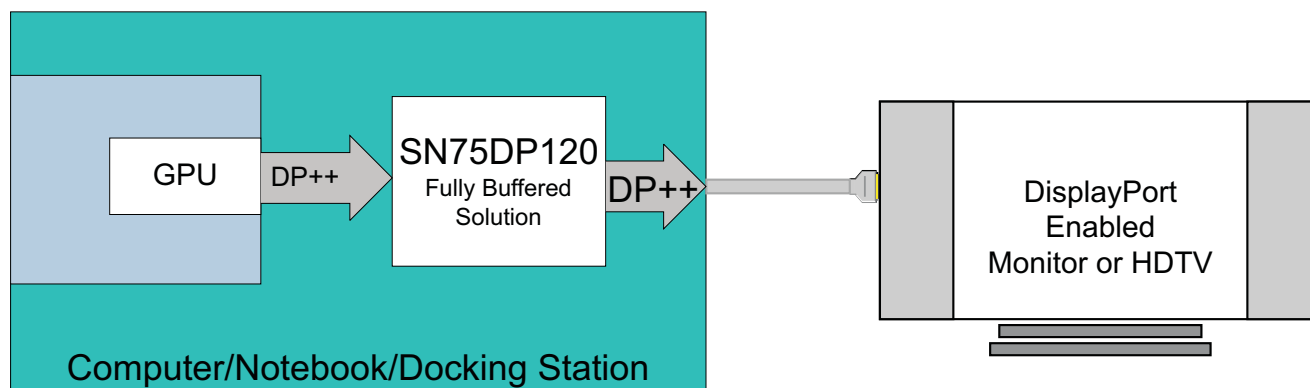 GPU
DP++
SN75DP120
Fully Buffered
Solution
DP++
DisplayPort
Enabled
Monitor or HDTV
Computer/Notebook/Docking Station